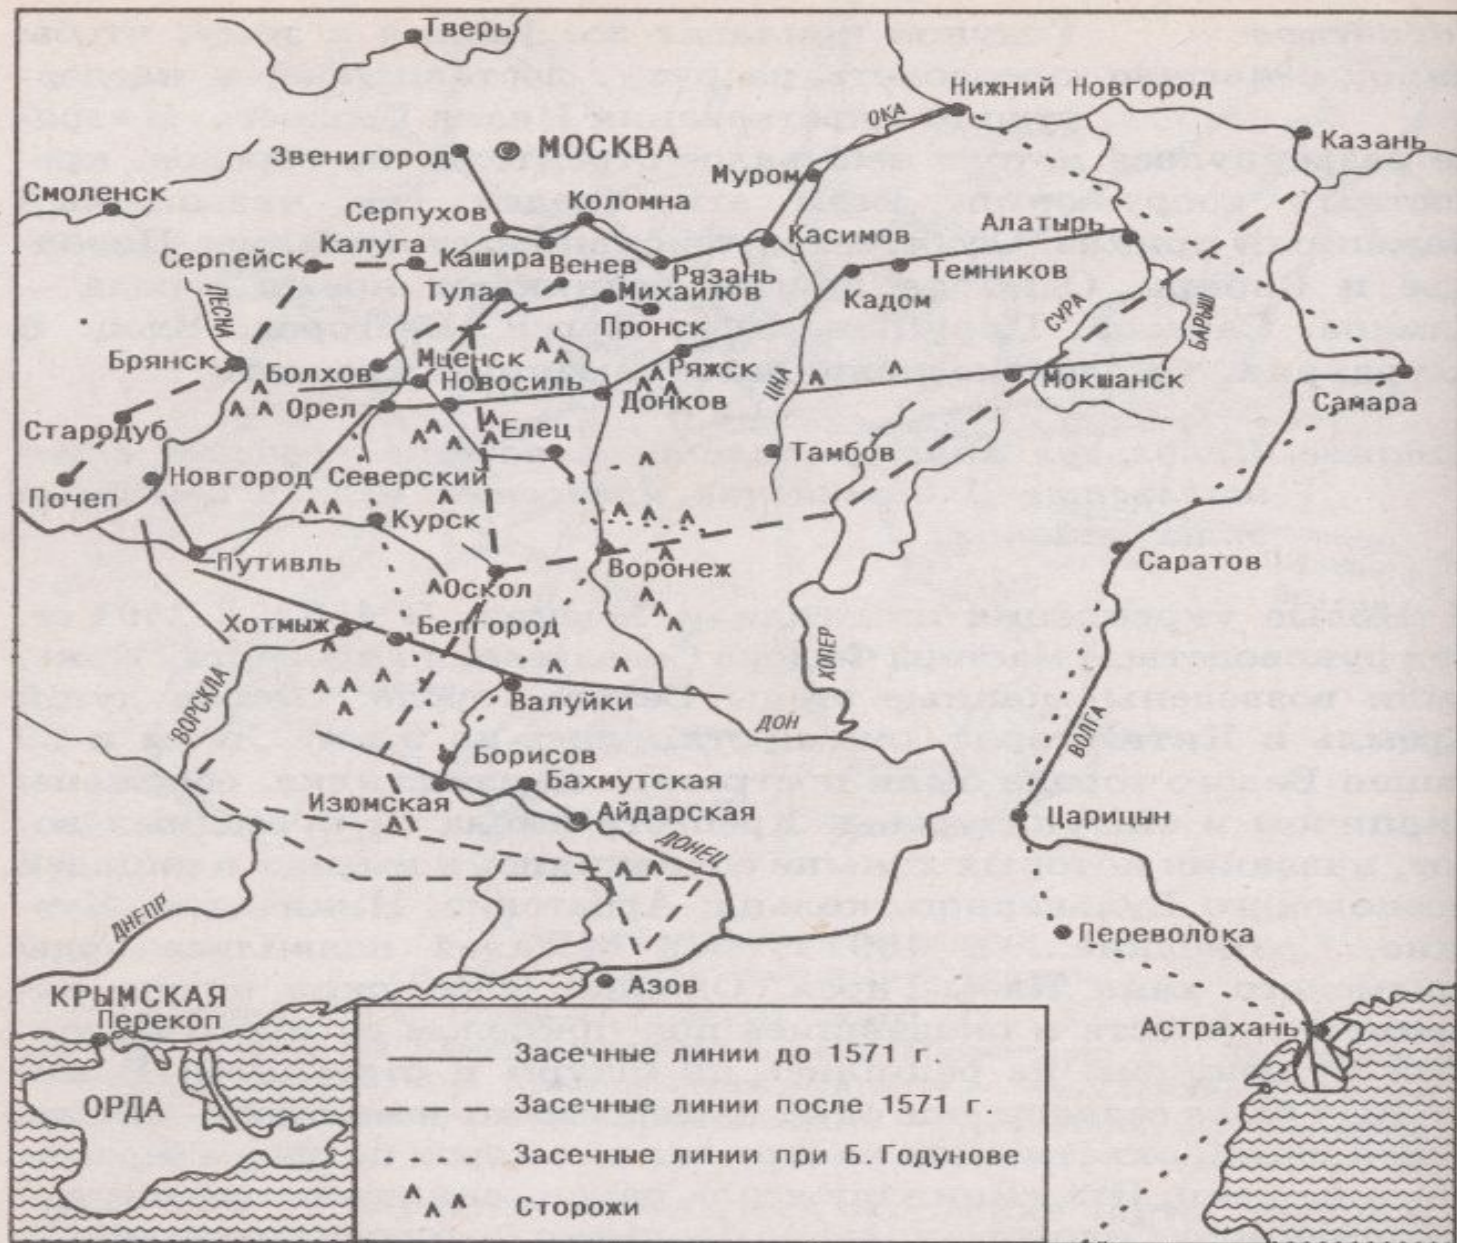 Тверь
Нижний Новгород
ОКА
Казань
Звенигород
МОСКВА
Муром
Смоленск
Серпухов
Коломна
Касимов
Алатырь
Калуга
Серпейск
Кашира
Венев
Рязань
Темников
Тула
Михайлов
Кадом
Пронск
ДЕСНА
СУРА
БАРЫШ
Брянск
Болхов
Мценск
Ряжск
Новосиль
ЦНА
Мокшанск
Орел
Донков
Самара
Стародуб
Елец
Тамбов
Почеп
Новгород Северский
Курск
Путивль
Воронеж
Саратов
Оскол
Хотмыж
Белгород
ХОПЕР
ВОРСКЛА
Валуйки
ДОН
ВОЛГА
Борисов
Бахмутская
Изюмская
Айдарская
Царицын
ДОНЕЦ
ДНЕПР
Переволока
Азов
КРЫМСКАЯ
Перекоп
Астрахань
ОРДА
Засечные линии до 1571 г.
Засечные линии после 1571 г.
Засечные линии при Б.Годунове
Сторожи